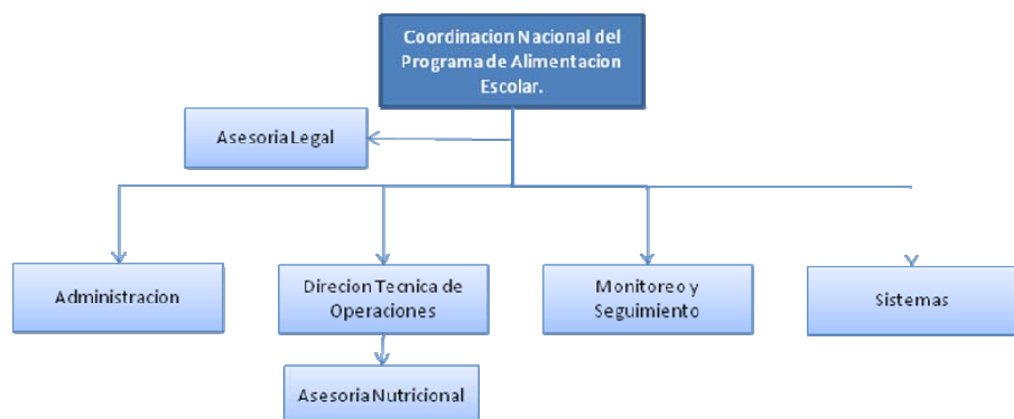 Coordinacion Nacional del
Programa de Alimentacion
Escolar.
Asesoria Legal
Administracion
Direcion Tecnica de
Operaciones
Monitoreo y
Seguimiento
Sistemas
Asesoria Nutricional